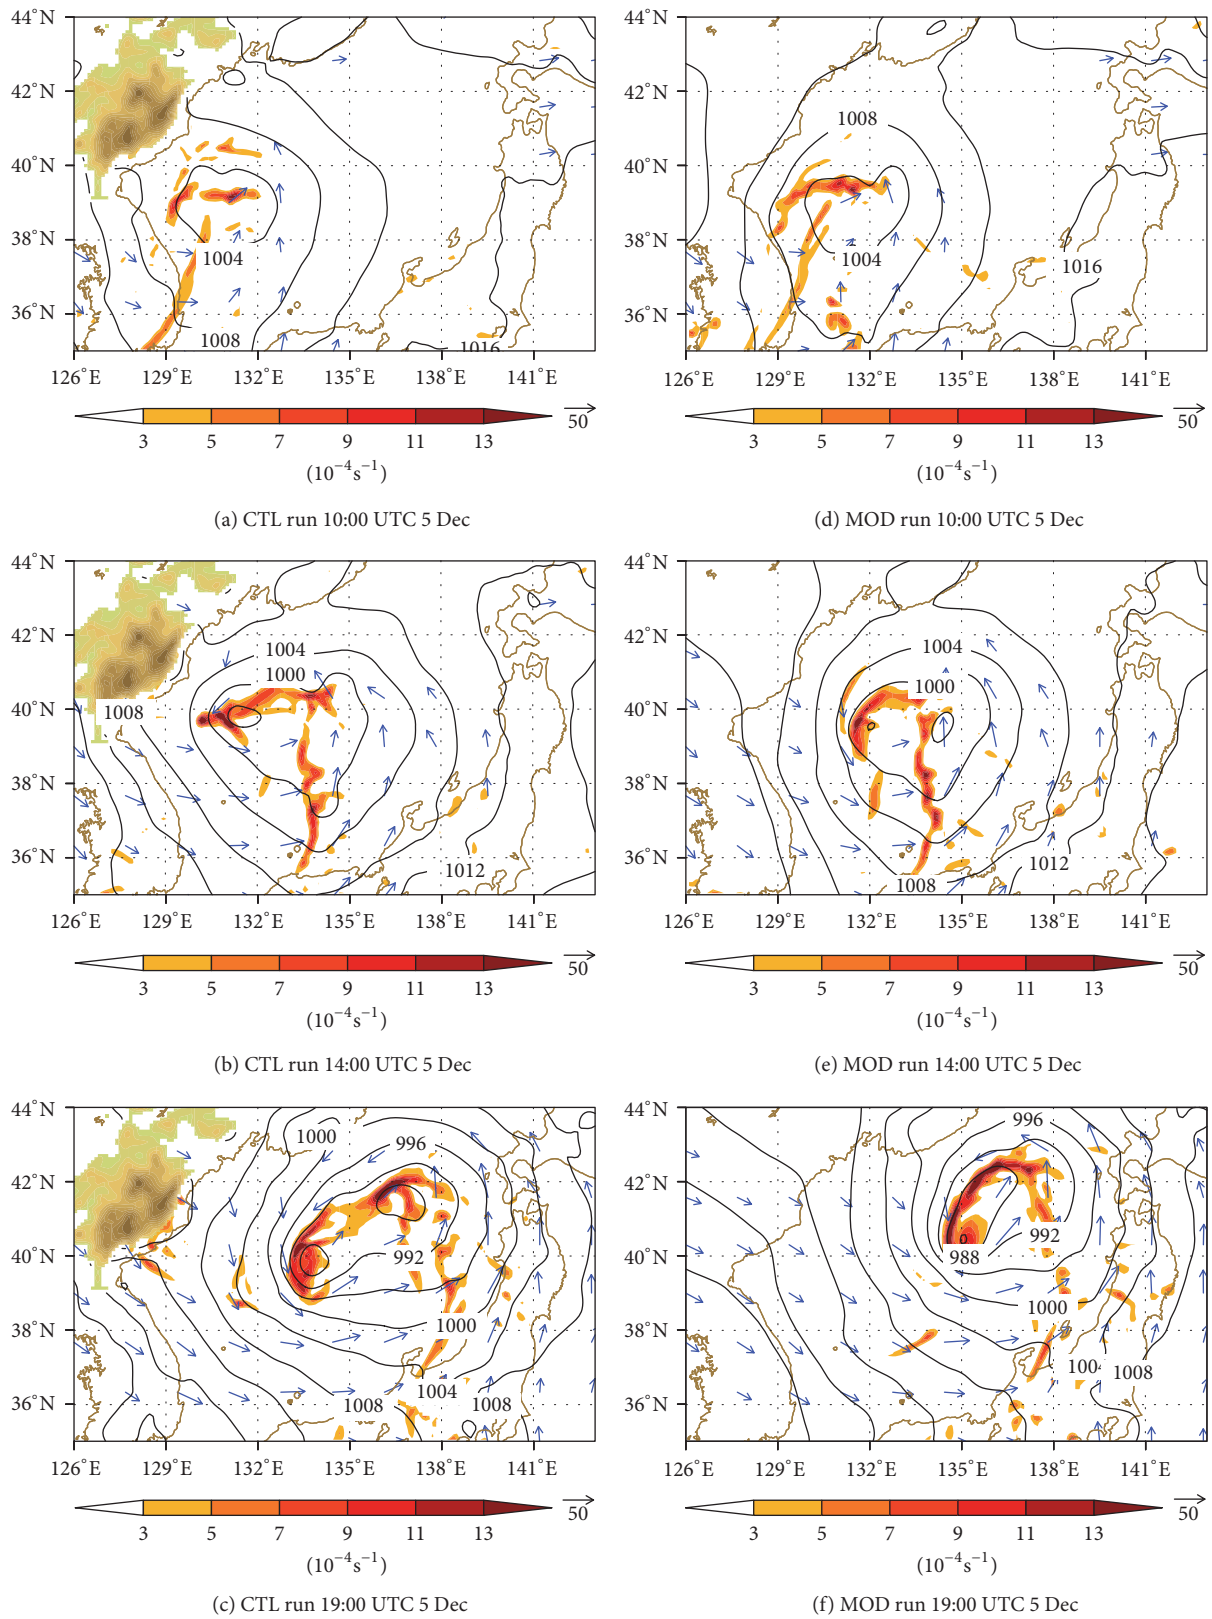 44°N
42°N
40°N
38°N
36°N
1004
1008
1016
126°E 129°E 132°E 135°E 138°E 141°E
3 5 7 9 11 13 50
(10⁻⁴s⁻¹)
(a) CTL run 10:00 UTC 5 Dec
44°N
42°N
40°N
38°N
36°N
1008
1004
1016
126°E 129°E 132°E 135°E 138°E 141°E
3 5 7 9 11 13 50
(10⁻⁴s⁻¹)
(d) MOD run 10:00 UTC 5 Dec
44°N
42°N
40°N
38°N
36°N
1004
1000
1008
1012
126°E 129°E 132°E 135°E 138°E 141°E
3 5 7 9 11 13 50
(10⁻⁴s⁻¹)
(b) CTL run 14:00 UTC 5 Dec
44°N
42°N
40°N
38°N
36°N
1004
1000
1012
1008
126°E 129°E 132°E 135°E 138°E 141°E
3 5 7 9 11 13 50
(10⁻⁴s⁻¹)
(e) MOD run 14:00 UTC 5 Dec
44°N
42°N
40°N
38°N
36°N
1000
996
992
1000
1004
1008
1008
126°E 129°E 132°E 135°E 138°E 141°E
3 5 7 9 11 13 50
(10⁻⁴s⁻¹)
(c) CTL run 19:00 UTC 5 Dec
44°N
42°N
40°N
38°N
36°N
996
992
988
1000
1004
1008
126°E 129°E 132°E 135°E 138°E 141°E
3 5 7 9 11 13 50
(10⁻⁴s⁻¹)
(f) MOD run 19:00 UTC 5 Dec